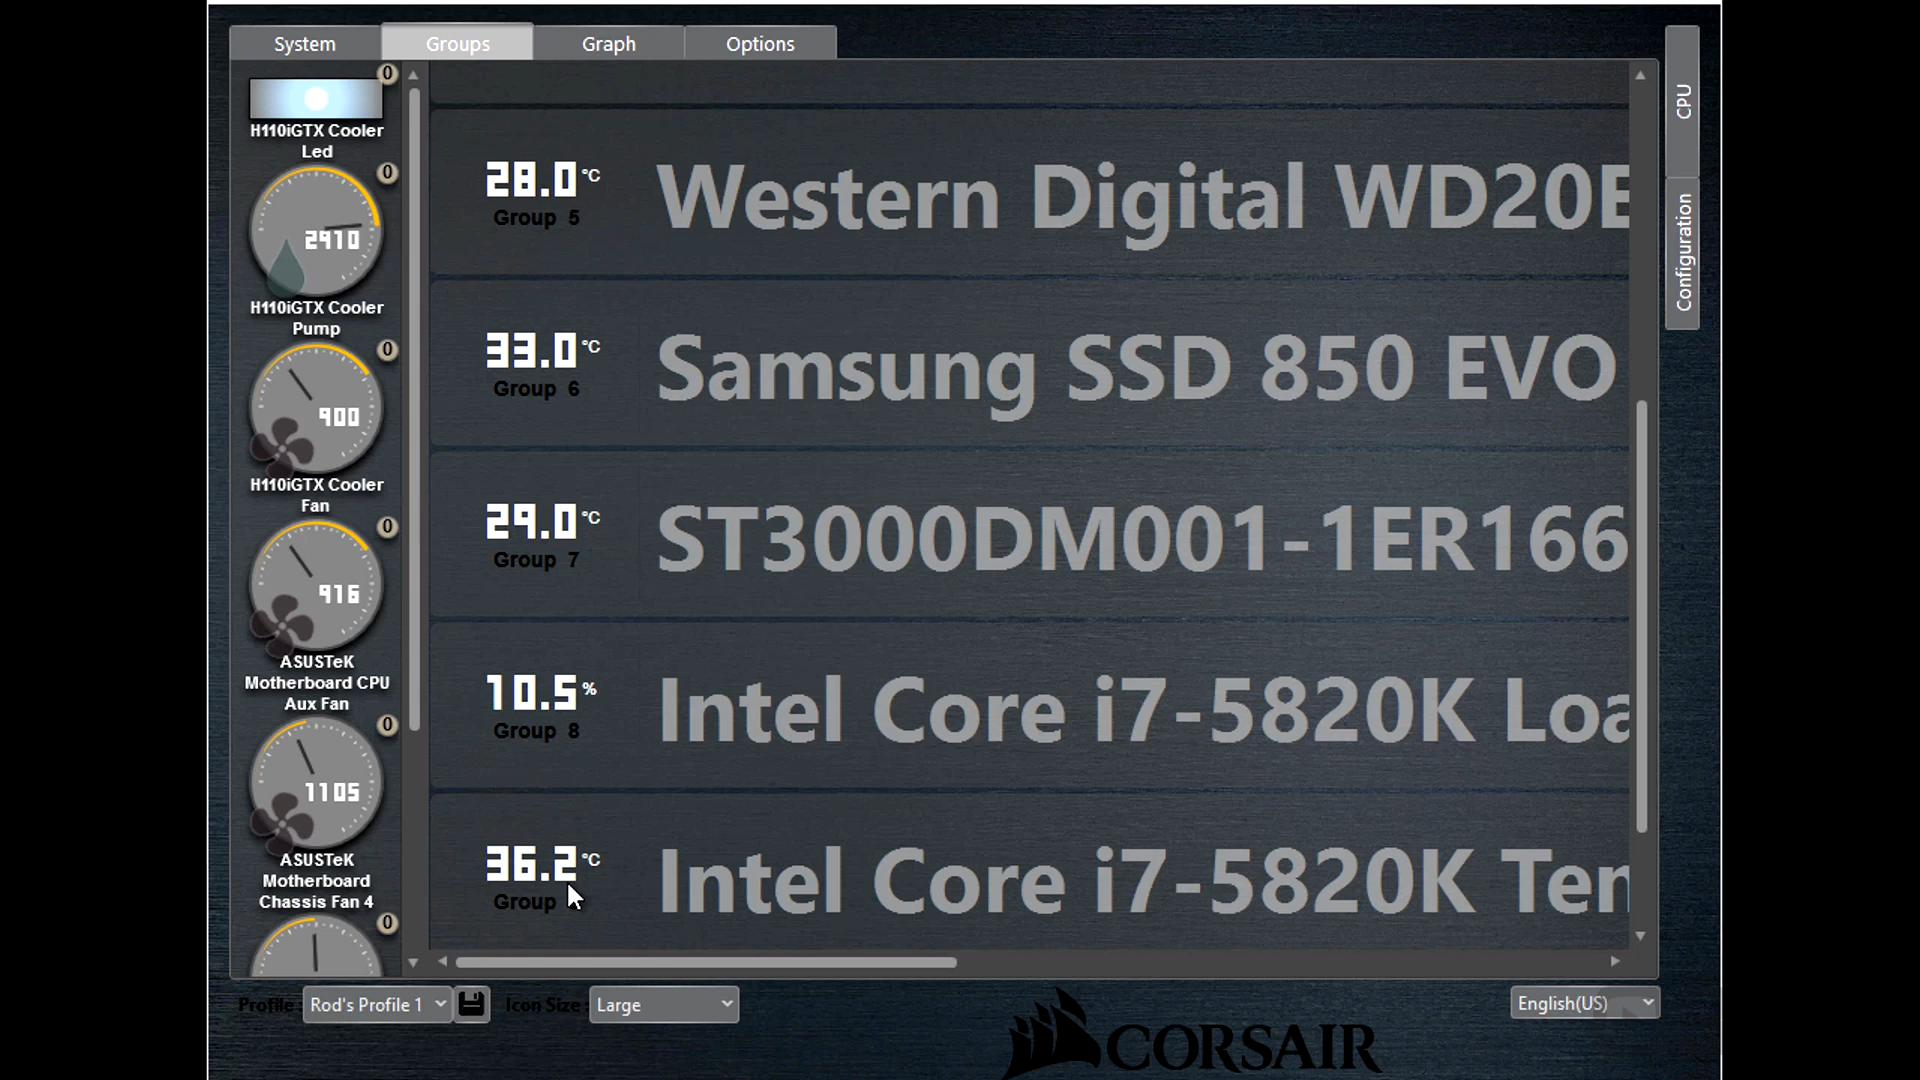 System
Groups
Graph
Options
CPU
Configuration
0
H110iGTX Cooler
Led
0
2910
H110iGTX Cooler
Pump
0
900
H110iGTX Cooler
Fan
0
916
ASUSTeK
Motherboard CPU
Aux Fan
0
1105
ASUSTeK
Motherboard
Chassis Fan 4
0
28.0 °C
Group 5
Western Digital WD20E
33.0 °C
Group 6
Samsung SSD 850 EVO
29.0 °C
Group 7
ST3000DM001-1ER166
10.5 %
Group 8
Intel Core i7-5820K Loa
36.2 °C
Group
Intel Core i7-5820K Tem
Profile :
Rod's Profile 1
Icon Size :
Large
English(US)
CORSAIR